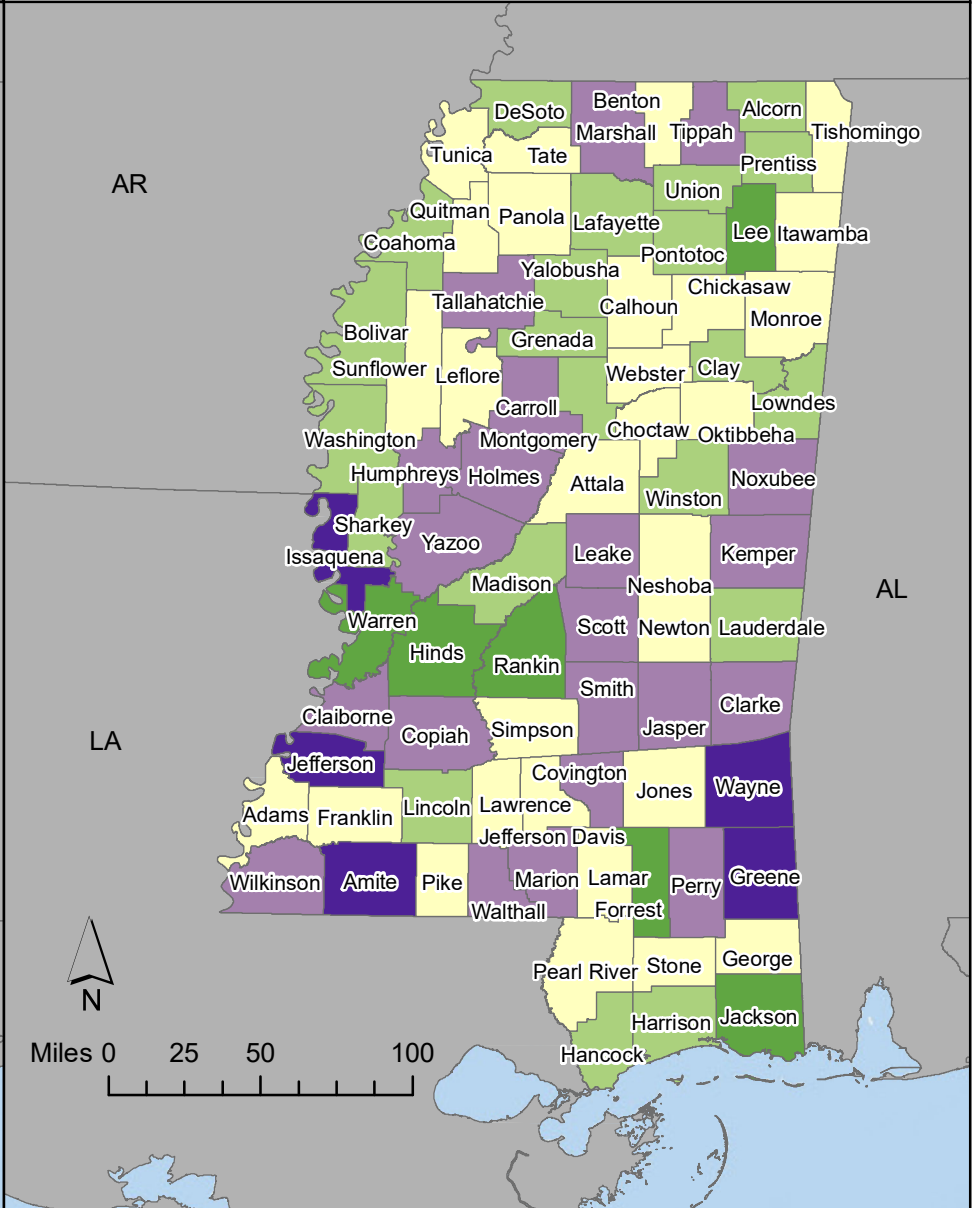 DeSoto
Benton
Alcorn
Marshall
Tippah
Tishomingo
Tunica
Tate
Prentiss
AR
Union
Quitman
Panola
Lafayette
Lee
Itawamba
Coahoma
Pontotoc
Yalobusha
Chickasaw
Tallahatchie
Calhoun
Monroe
Bolivar
Grenada
Sunflower
Leflore
Webster
Clay
Carroll
Lowndes
Washington
Montgomery
Choctaw
Oktibbeha
Humphreys
Holmes
Attala
Noxubee
Winston
Sharkey
Yazoo
Issaquena
Leake
Kemper
Madison
Neshoba
AL
Warren
Scott
Newton
Lauderdale
Hinds
Rankin
Smith
Claiborne
Clarke
Copiah
Simpson
Jasper
LA
Jefferson
Covington
Wayne
Jones
Adams
Franklin
Lincoln
Lawrence
Jefferson Davis
Wilkinson
Amite
Pike
Marion
Lamar
Perry
Greene
Walthall
Forrest
Pearl River
Stone
George
N
Harrison
Jackson
Miles 0 25 50 100
Hancock